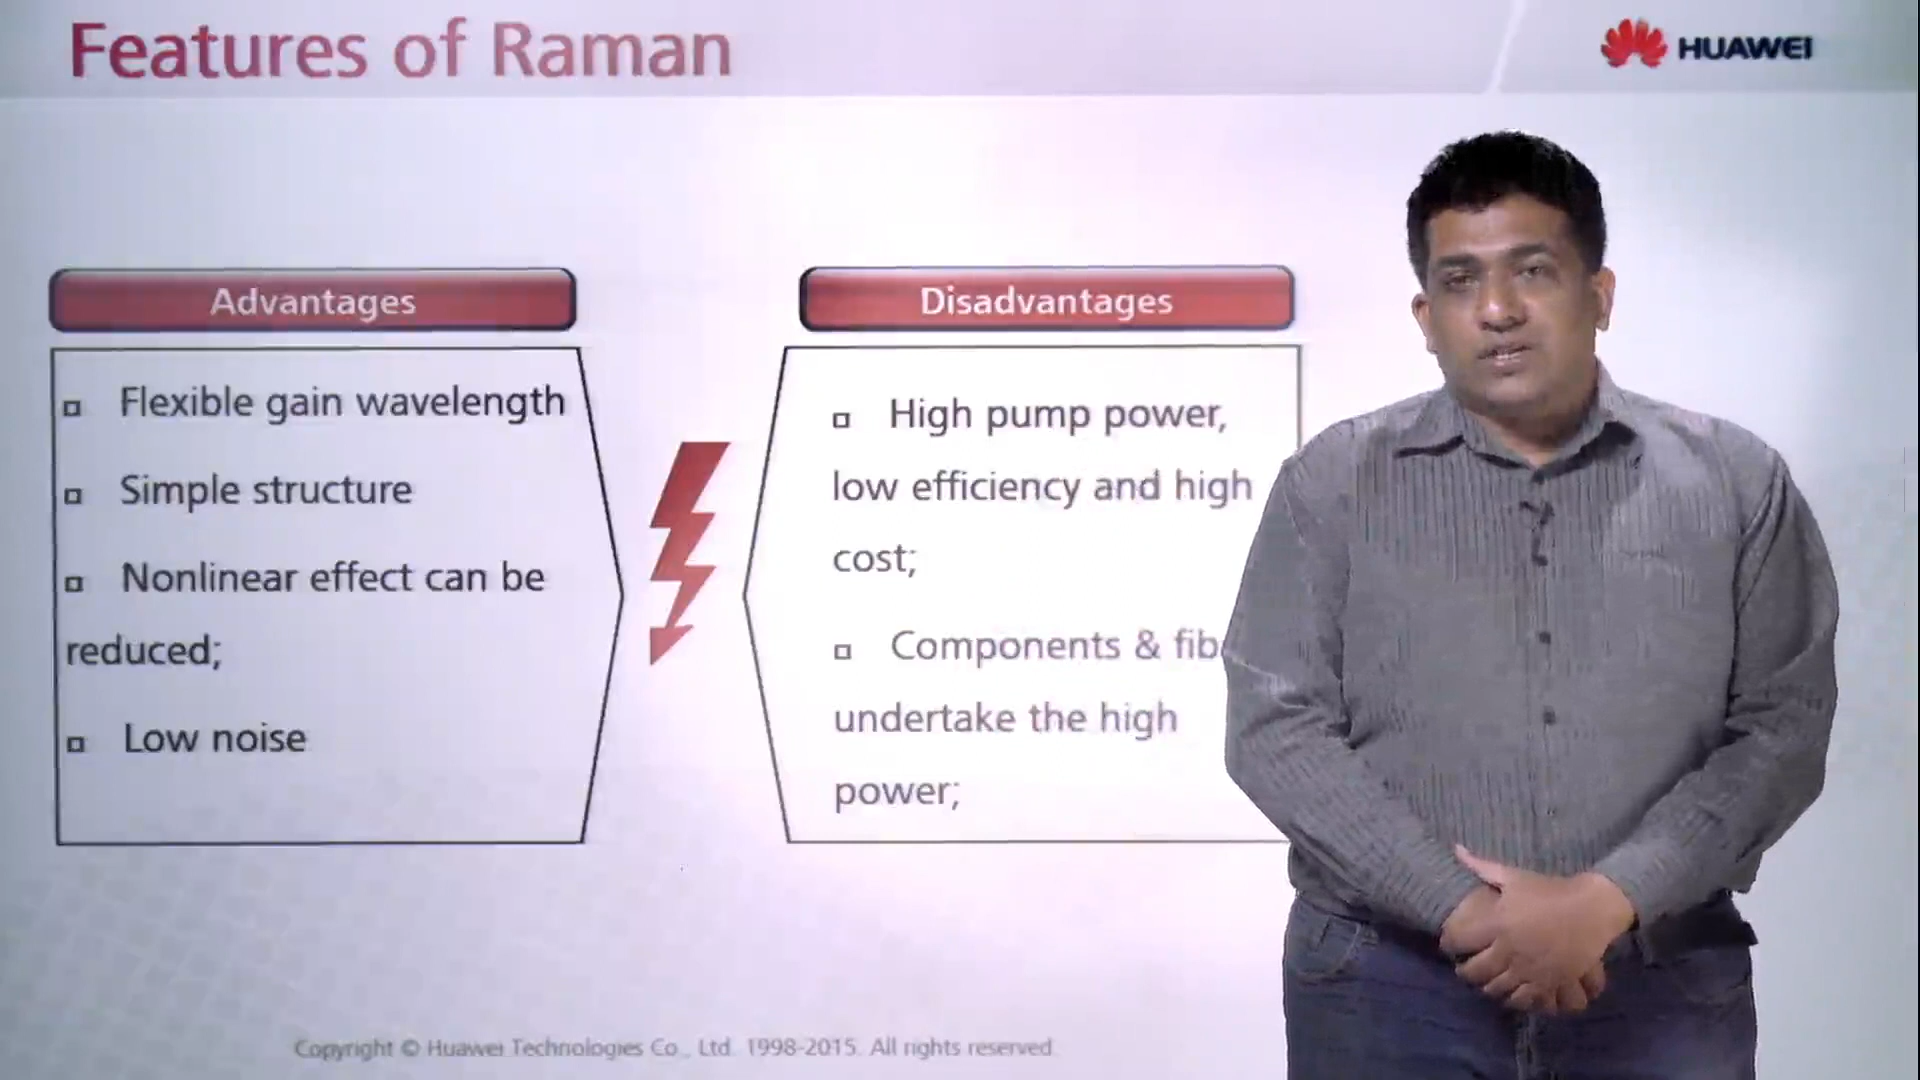 Features of Raman
HUAWEI
Advantages
Flexible gain wavelength
Simple structure
Nonlinear effect can be
reduced;
Low noise
Disadvantages
High pump power,
low efficiency and high
cost;
Components &
undertake the high
power;
Copyright © Huawei Technologies Co., Ltd. 1998-2015. All rights reserved.